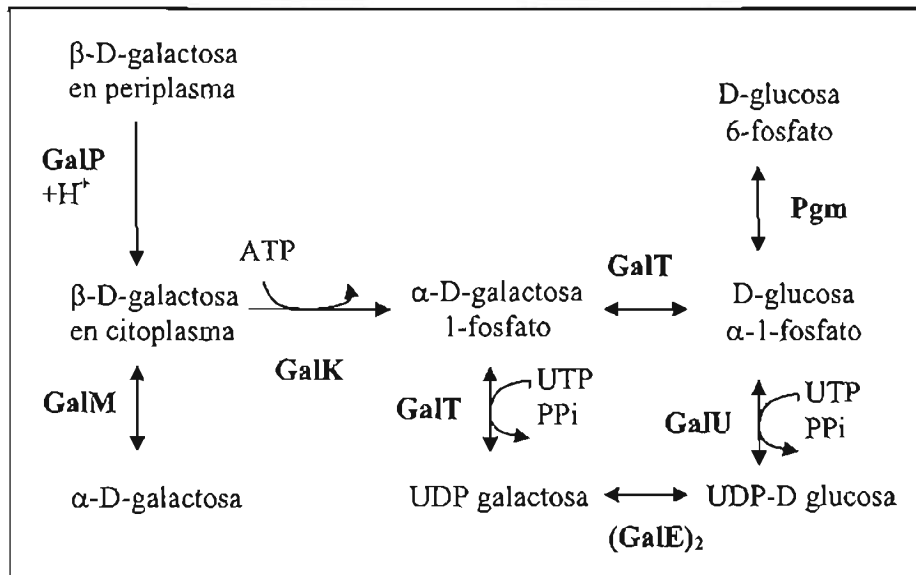 β-D-galactosa
en periplasma
D-glucosa
6-fosfato
GalP
+H⁺
Pgm
ATP
GalT
β-D-galactosa
en citoplasma
α-D-galactosa
1-fosfato
D-glucosa
α-1-fosfato
GalK
GalM
GalT
UTP
PPi
GalU
UTP
PPi
α-D-galactosa
UDP galactosa
UDP-D glucosa
(GalE)₂